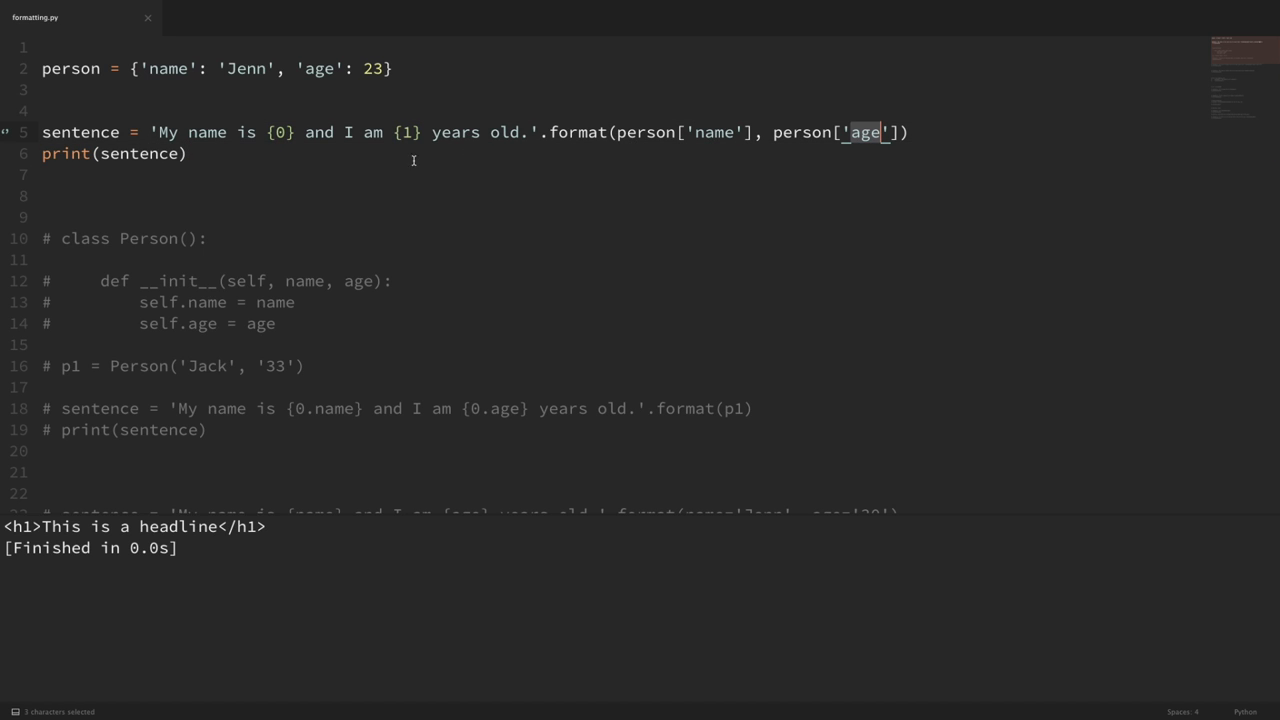 formatting.py
1
2 person = {'name': 'Jenn', 'age': 23}
3
4
5 sentence = 'My name is {0} and I am {1} years old.'.format(person['name'], person['age'])
6 print(sentence)
7
8
9
10 # class Person():
11
12 #     def __init__(self, name, age):
13 #         self.name = name
14 #         self.age = age
15
16 # p1 = Person('Jack', '33')
17
18 # sentence = 'My name is {0.name} and I am {0.age} years old.'.format(p1)
19 # print(sentence)
20
21
22
<h1>This is a headline</h1>
[Finished in 0.0s]
3 characters selected
Spaces: 4
Python